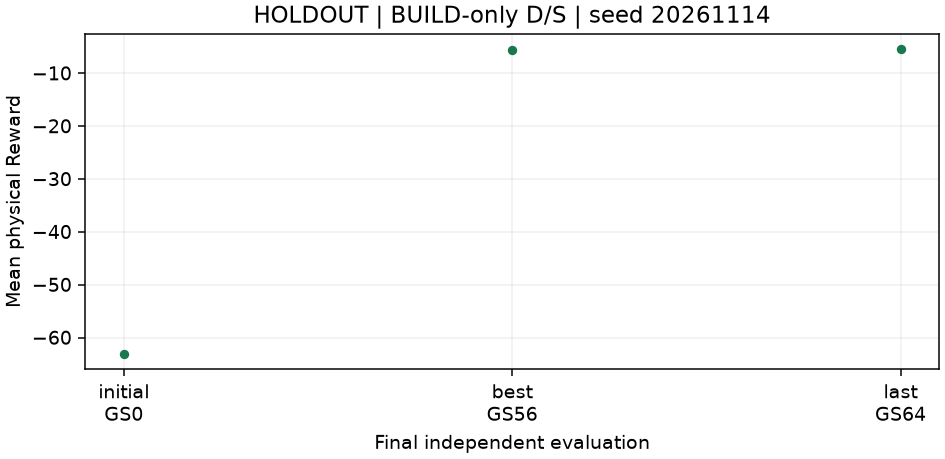 HOLDOUT | BUILD-only D/S | seed 20261114
Mean physical Reward
−10
−20
−30
−40
−50
−60
initial
GS0
best
GS56
last
GS64
Final independent evaluation